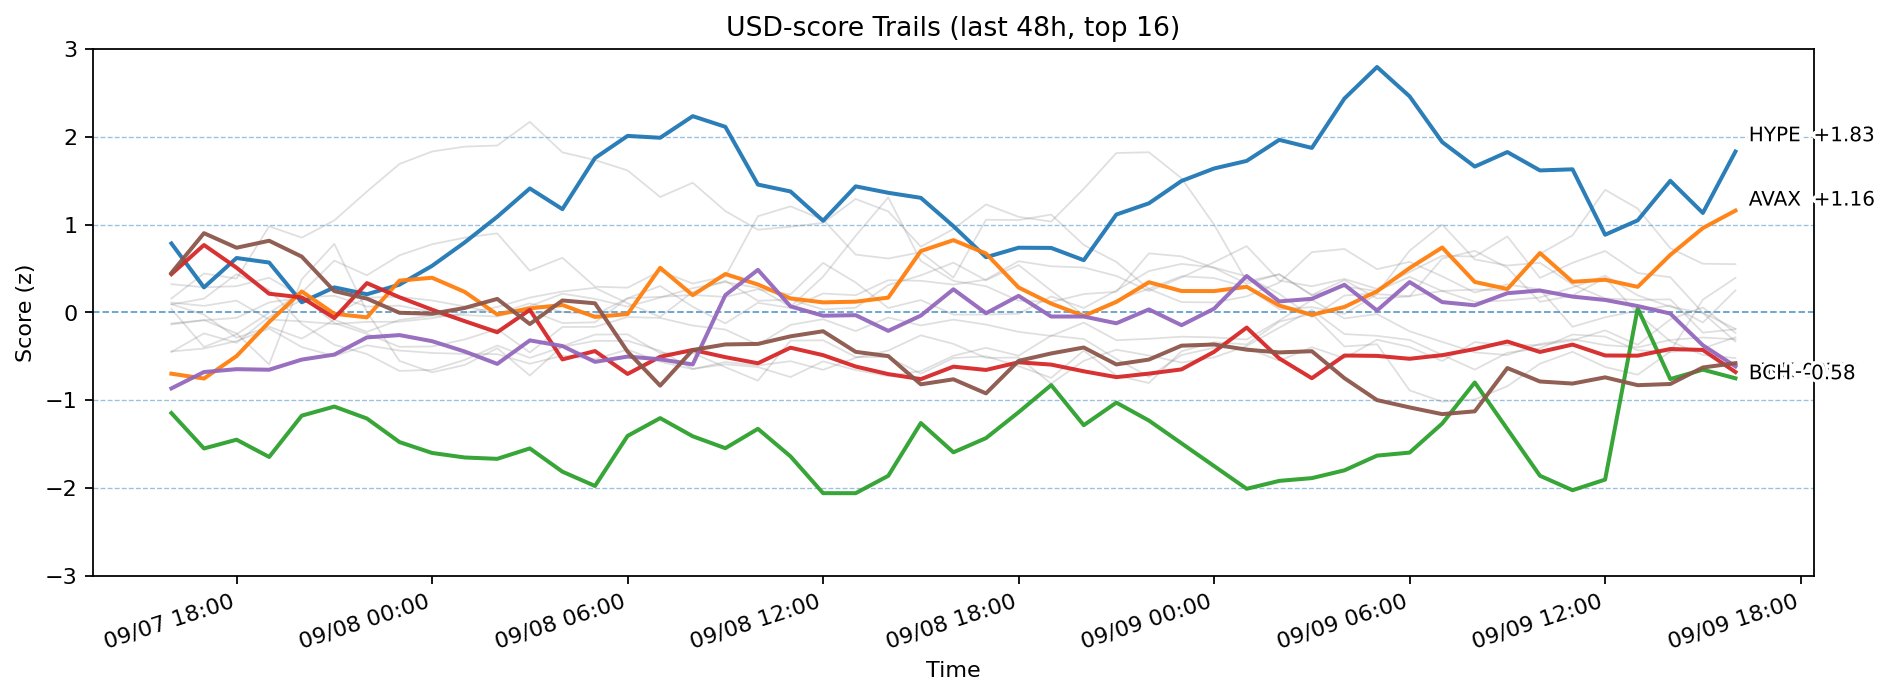 USD-score Trails (last 48h, top 16)
3
2
1
0
−1
−2
−3
Score (z)
HYPE +1.83
AVAX +1.16
BCH -0.58
09/07 18:00
09/08 00:00
09/08 06:00
09/08 12:00
09/08 18:00
09/09 00:00
09/09 06:00
09/09 12:00
09/09 18:00
Time